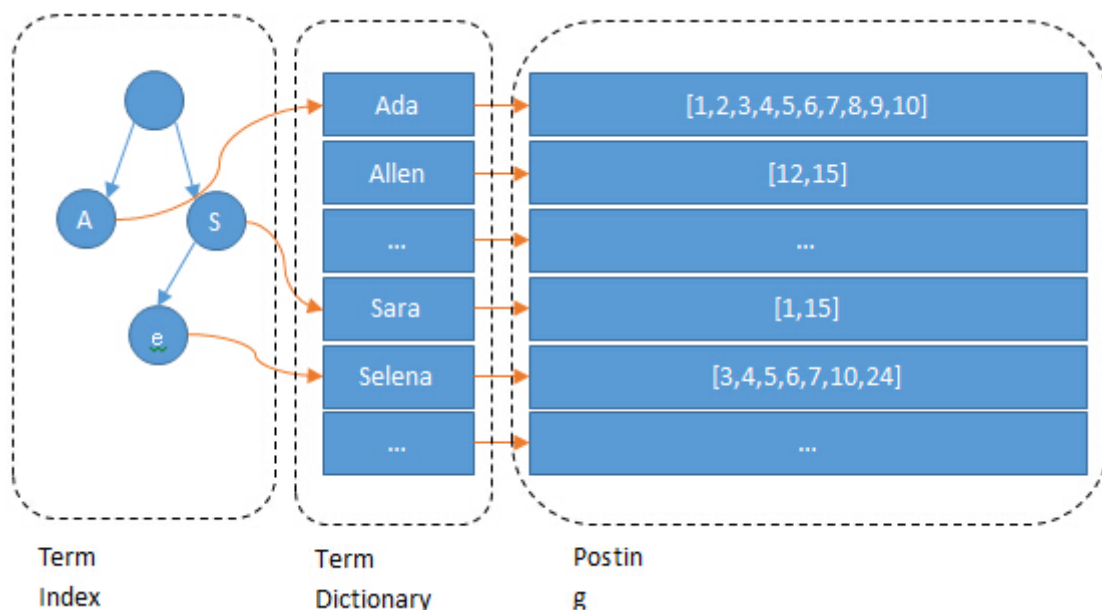 Ada [1,2,3,4,5,6,7,8,9,10]
Allen [12,15]
A S
... ...
Sara [1,15]
e
Selena [3,4,5,6,7,10,24]
... ...
Term Term Postin
Index Dictionary g